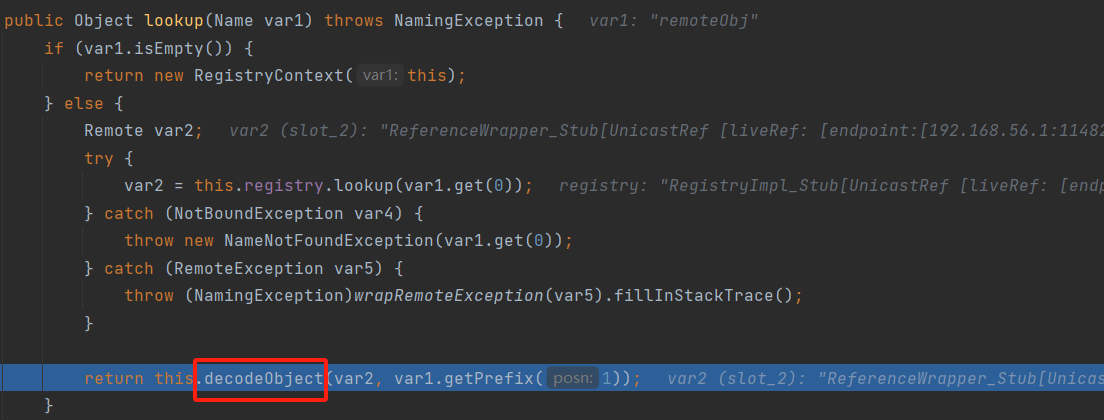 public Object lookup(Name var1) throws NamingException {   var1: "remoteObj"
    if (var1.isEmpty()) {
        return new RegistryContext( var1: this);
    } else {
        Remote var2;   var2 (slot_2): "ReferenceWrapper_Stub[UnicastRef [liveRef: [endpoint:[192.168.56.1:11482
        try {
            var2 = this.registry.lookup(var1.get(0));   registry: "RegistryImpl_Stub[UnicastRef [liveRef: [endp
        } catch (NotBoundException var4) {
            throw new NameNotFoundException(var1.get(0));
        } catch (RemoteException var5) {
            throw (NamingException)wrapRemoteException(var5).fillInStackTrace();
        }
        return this.decodeObject(var2, var1.getPrefix( posn: 1));   var2 (slot_2): "ReferenceWrapper_Stub[Unicas
    }